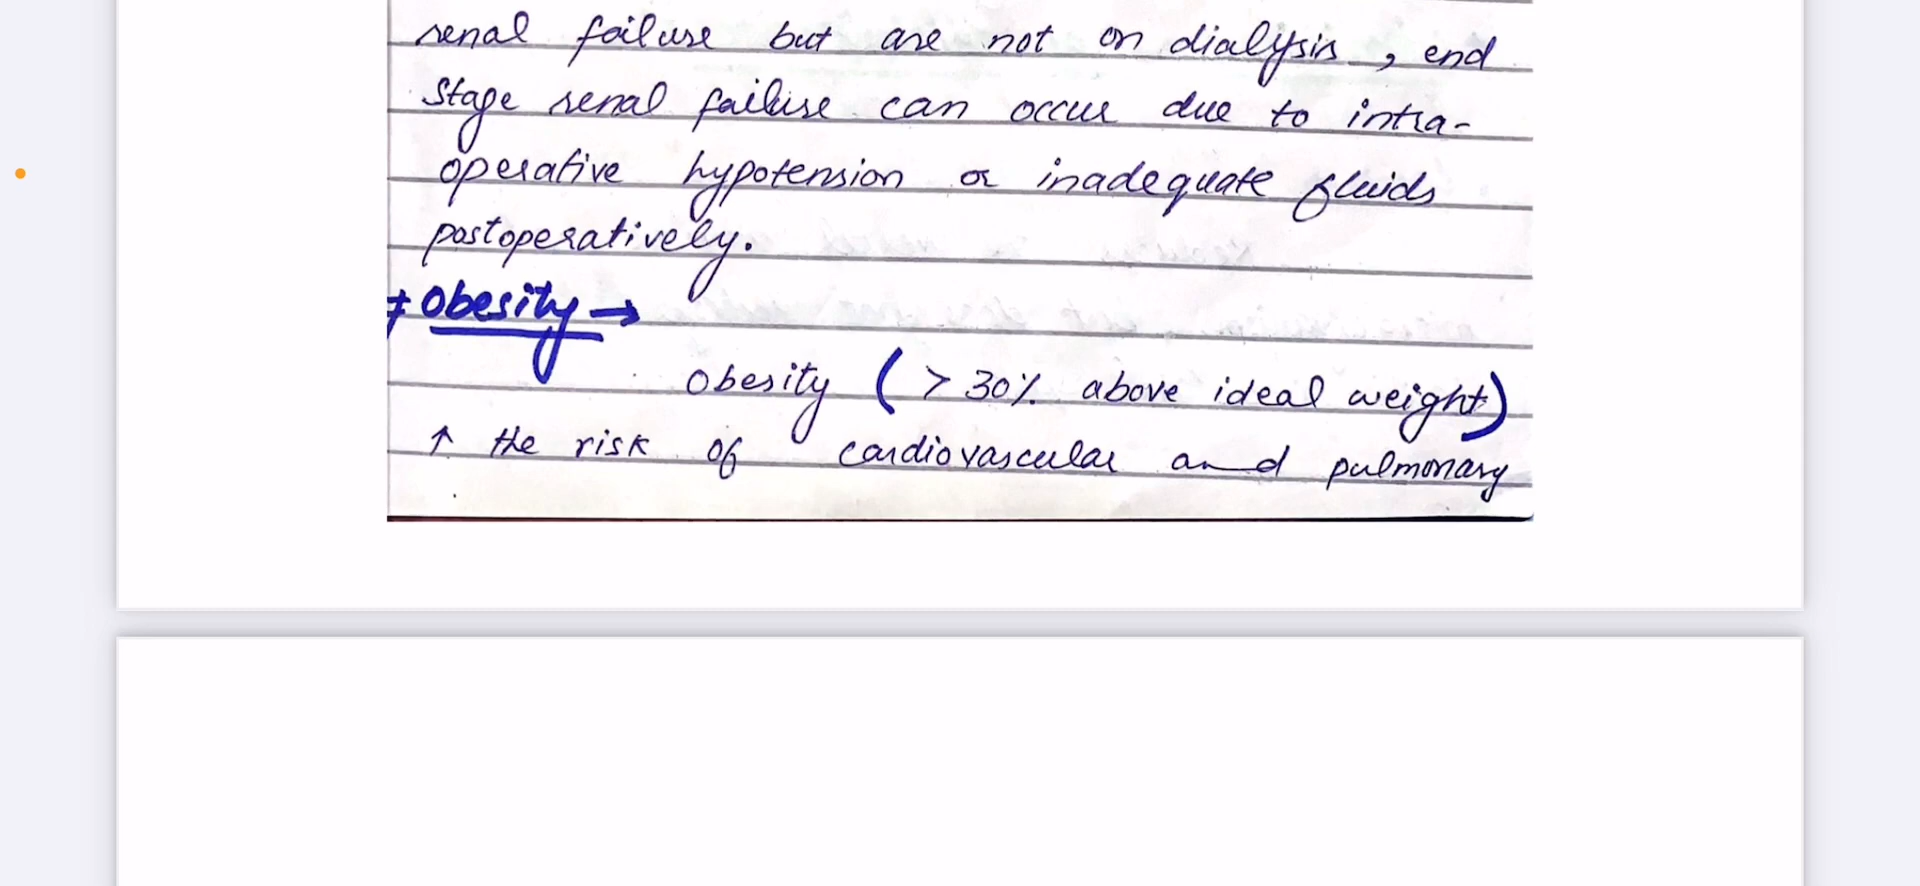 renal failure but are not on dialysis, end
stage renal failure can occur due to intra-
operative hypotension or inadequate fluids
postoperatively.
* Obesity →
Obesity ( > 30% above ideal weight)
↑ the risk of cardiovascular and pulmonary